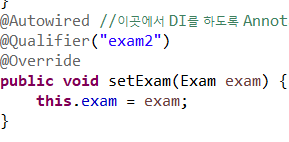 }
@Autowired //이곳에서 DI를 하도록 Annot
@Qualifier("exam2")
@Override
public void setExam(Exam exam) {
this.exam = exam;
}